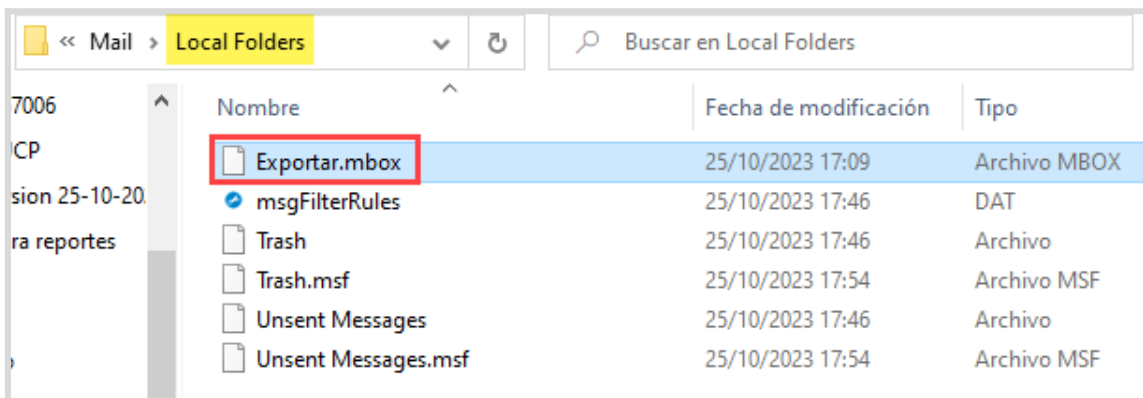 « Mail › Local Folders Buscar en Local Folders
7006
Nombre Fecha de modificación Tipo
CP
Exportar.mbox 25/10/2023 17:09 Archivo MBOX
sion 25-10-20
msgFilterRules 25/10/2023 17:46 DAT
ra reportes
Trash 25/10/2023 17:46 Archivo
Trash.msf 25/10/2023 17:54 Archivo MSF
Unsent Messages 25/10/2023 17:46 Archivo
Unsent Messages.msf 25/10/2023 17:54 Archivo MSF